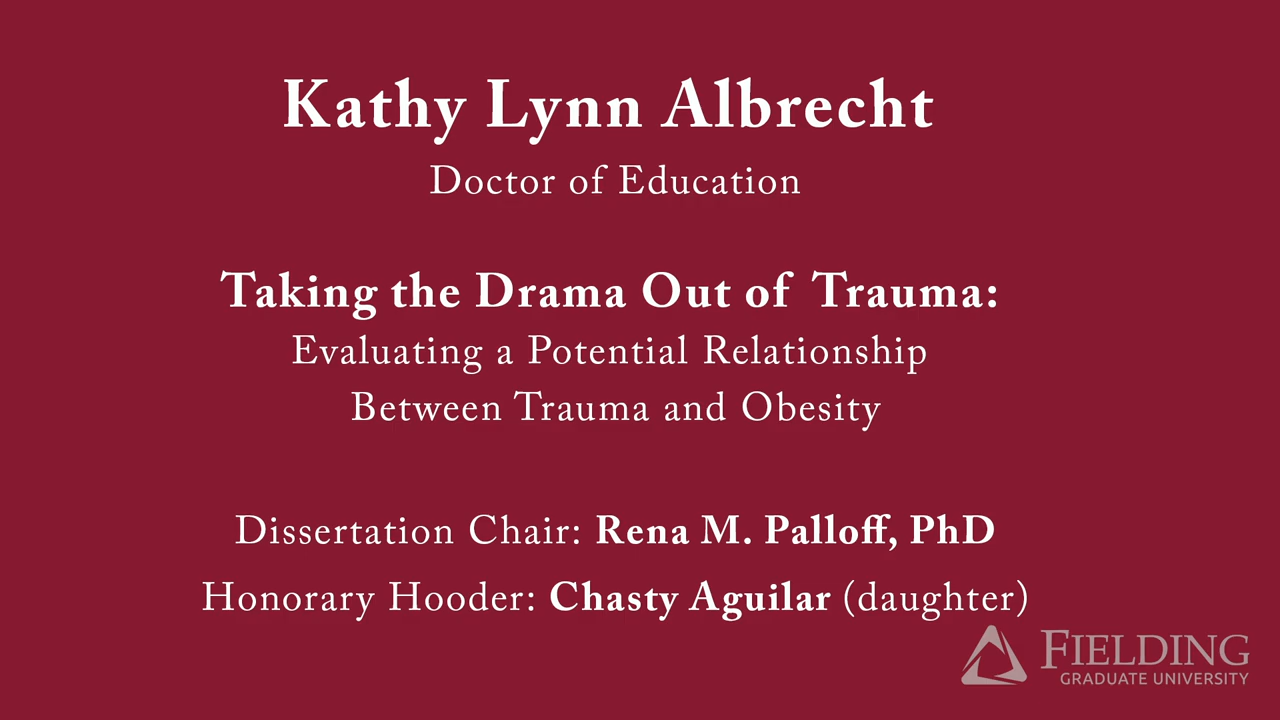 Kathy Lynn Albrecht
Doctor of Education
Taking the Drama Out of Trauma:
Evaluating a Potential Relationship
Between Trauma and Obesity
Dissertation Chair: Rena M. Palloff, PhD
Honorary Hooder: Chasty Aguilar (daughter)
FIELDING
GRADUATE UNIVERSITY